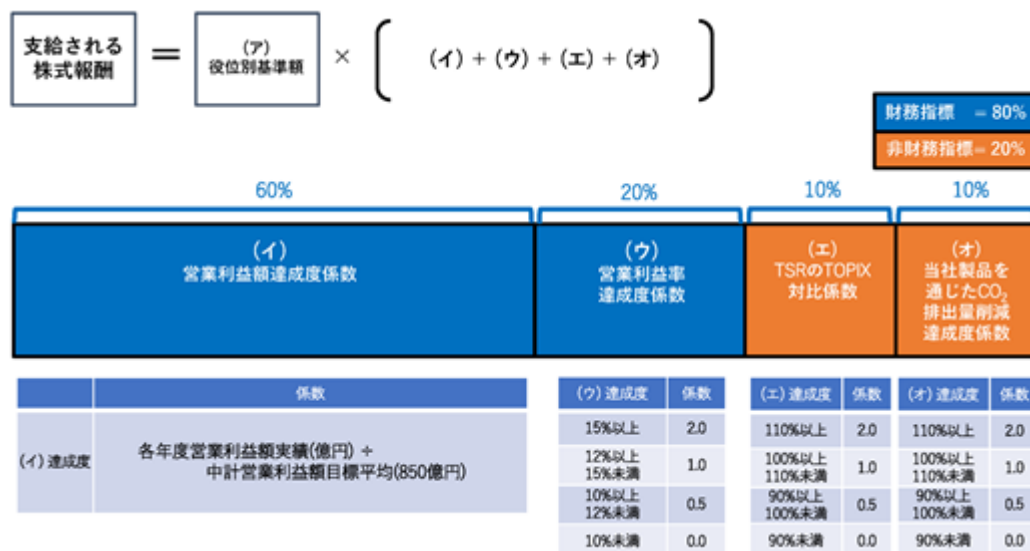 支給される
株式報酬
＝
(ア)
役位別基準額
×
(イ) + (ウ) + (エ) + (オ)
財務指標 = 80%
非財務指標= 20%
60%
20%
10%
10%
(イ)
営業利益額達成度係数
(ウ)
営業利益率
達成度係数
(エ)
TSRのTOPIX
対比係数
(オ)
当社製品を
通じたCO₂
排出量削減
達成度係数
係数
(イ) 達成度
各年度営業利益額実績(億円) ÷
中計営業利益額目標平均(850億円)
(ウ) 達成度 係数
15%以上 2.0
12%以上
15%未満 1.0
10%以上
12%未満 0.5
10%未満 0.0
(エ) 達成度 係数
110%以上 2.0
100%以上
110%未満 1.0
90%以上
100%未満 0.5
90%未満 0.0
(オ) 達成度 係数
110%以上 2.0
100%以上
110%未満 1.0
90%以上
100%未満 0.5
90%未満 0.0